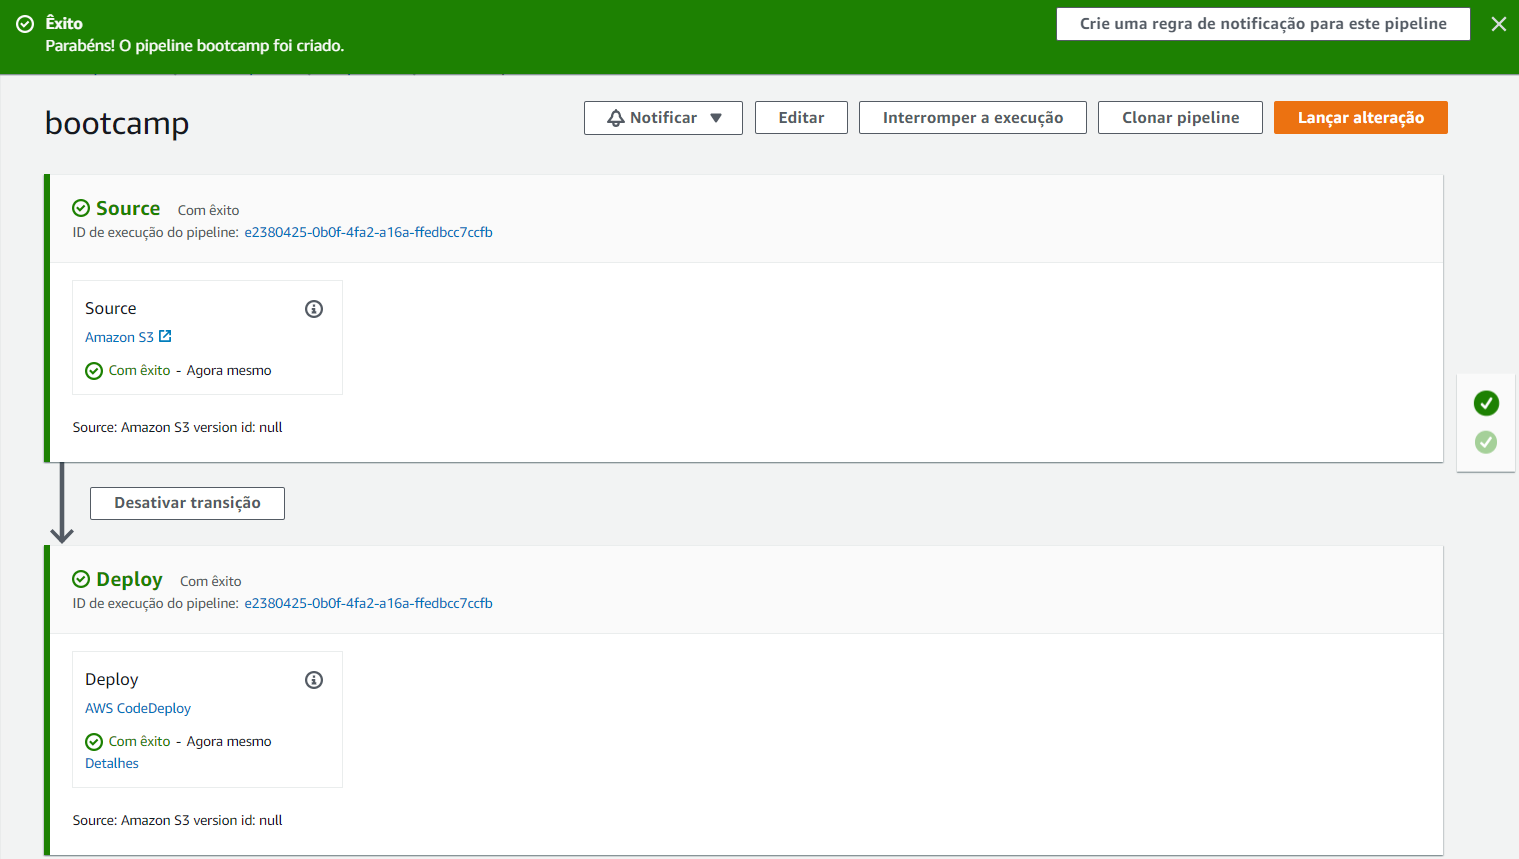 Êxito
Parabéns! O pipeline bootcamp foi criado.
Crie uma regra de notificação para este pipeline
bootcamp
Notificar
Editar
Interromper a execução
Clonar pipeline
Lançar alteração
Source Com êxito
ID de execução do pipeline: e2380425-0b0f-4fa2-a16a-ffedbcc7ccfb
Source
Amazon S3
Com êxito - Agora mesmo
Source: Amazon S3 version id: null
Desativar transição
Deploy Com êxito
ID de execução do pipeline: e2380425-0b0f-4fa2-a16a-ffedbcc7ccfb
Deploy
AWS CodeDeploy
Com êxito - Agora mesmo
Detalhes
Source: Amazon S3 version id: null